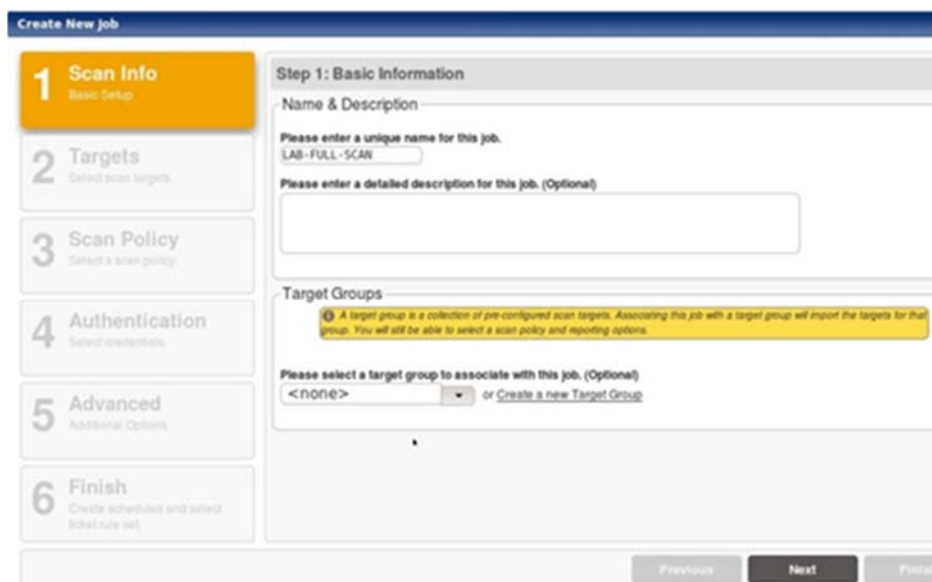 Create New Job
1 Scan Info
Basic Setup
2 Targets
Select scan targets.
3 Scan Policy
Select a scan policy.
4 Authentication
Select credentials.
5 Advanced
Additional Options
6 Finish
Create schedules and select
ticket rule set.
Step 1: Basic Information
Name & Description
Please enter a unique name for this job.
LAB-FULL-SCAN
Please enter a detailed description for this job. (Optional)
Target Groups
A target group is a collection of pre-configured scan targets. Associating this job with a target group will import the targets for that
group. You will still be able to select a scan policy and reporting options.
Please select a target group to associate with this job. (Optional)
<none> or Create a new Target Group
Previous Next Finis